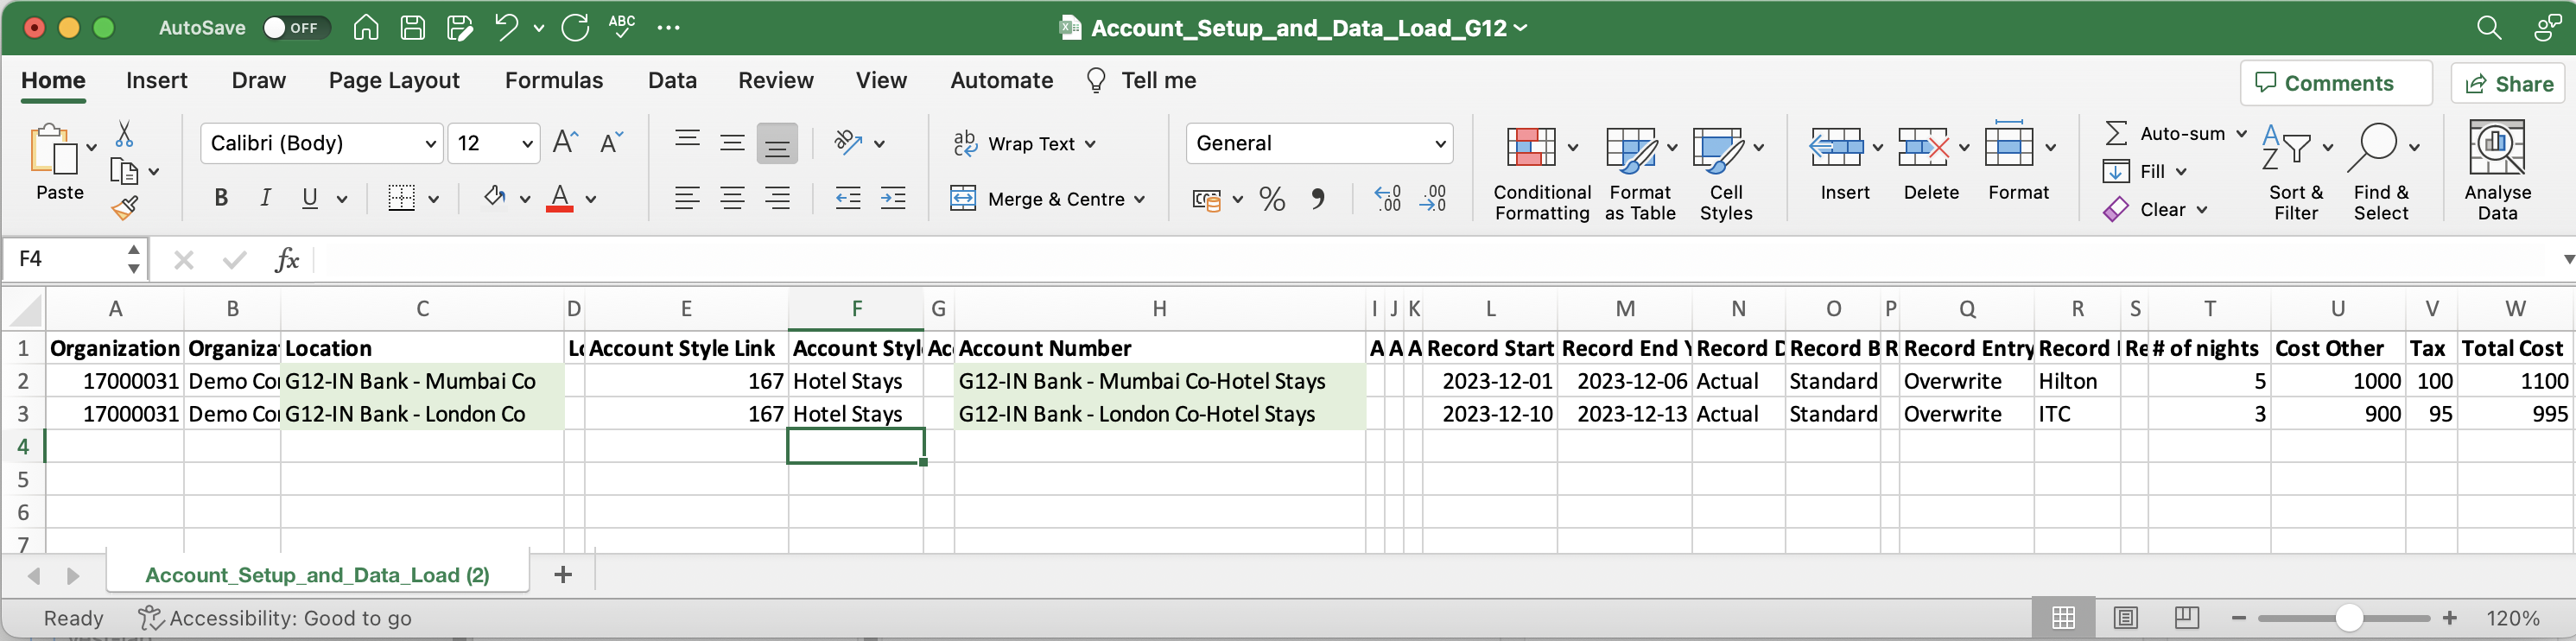 AutoSave OFF ABC ... Account_Setup_and_Data_Load_G12
Home Insert Draw Page Layout Formulas Data Review View Automate Tell me Comments Share
Paste
Calibri (Body) 12 A A
B I U A
ab Wrap Text
Merge & Centre
General
% .00 .00
Conditional Formatting
Format as Table
Cell Styles
Insert
Delete
Format
Auto-sum
Fill
Clear
Sort & Filter
Find & Select
Analyse Data
F4 fx
A B C D E F G H I J K L M N O P Q R S T U V W
1 Organization Organizat Location Lo Account Style Link Account Styl Acc Account Number A A A Record Start Record End Y Record D Record B R Record Entry Record Re # of nights Cost Other Tax Total Cost
2 17000031 Demo Co G12-IN Bank - Mumbai Co 167 Hotel Stays G12-IN Bank - Mumbai Co-Hotel Stays 2023-12-01 2023-12-06 Actual Standard Overwrite Hilton 5 1000 100 1100
3 17000031 Demo Co G12-IN Bank - London Co 167 Hotel Stays G12-IN Bank - London Co-Hotel Stays 2023-12-10 2023-12-13 Actual Standard Overwrite ITC 3 900 95 995
4
5
6
7
Account_Setup_and_Data_Load (2) +
Ready Accessibility: Good to go 120%